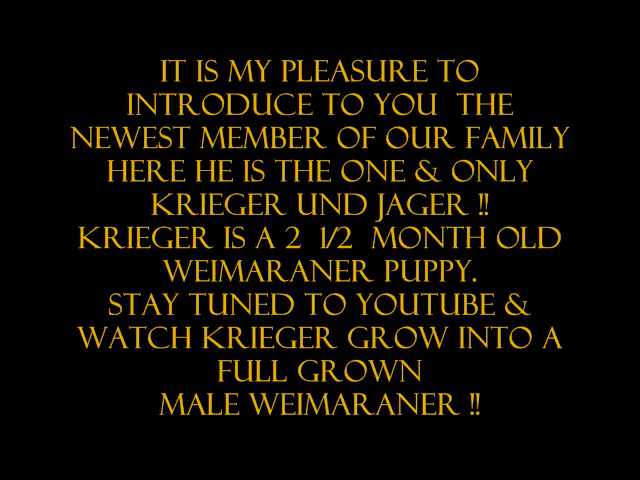 IT IS MY PLEASURE TO
INTRODUCE TO YOU THE
NEWEST MEMBER OF OUR FAMILY
HERE HE IS THE ONE & ONLY
KRIEGER UND JAGER !!
KRIEGER IS A 2 1/2 MONTH OLD
WEIMARANER PUPPY.
STAY TUNED TO YOUTUBE &
WATCH KRIEGER GROW INTO A
FULL GROWN
MALE WEIMARANER !!